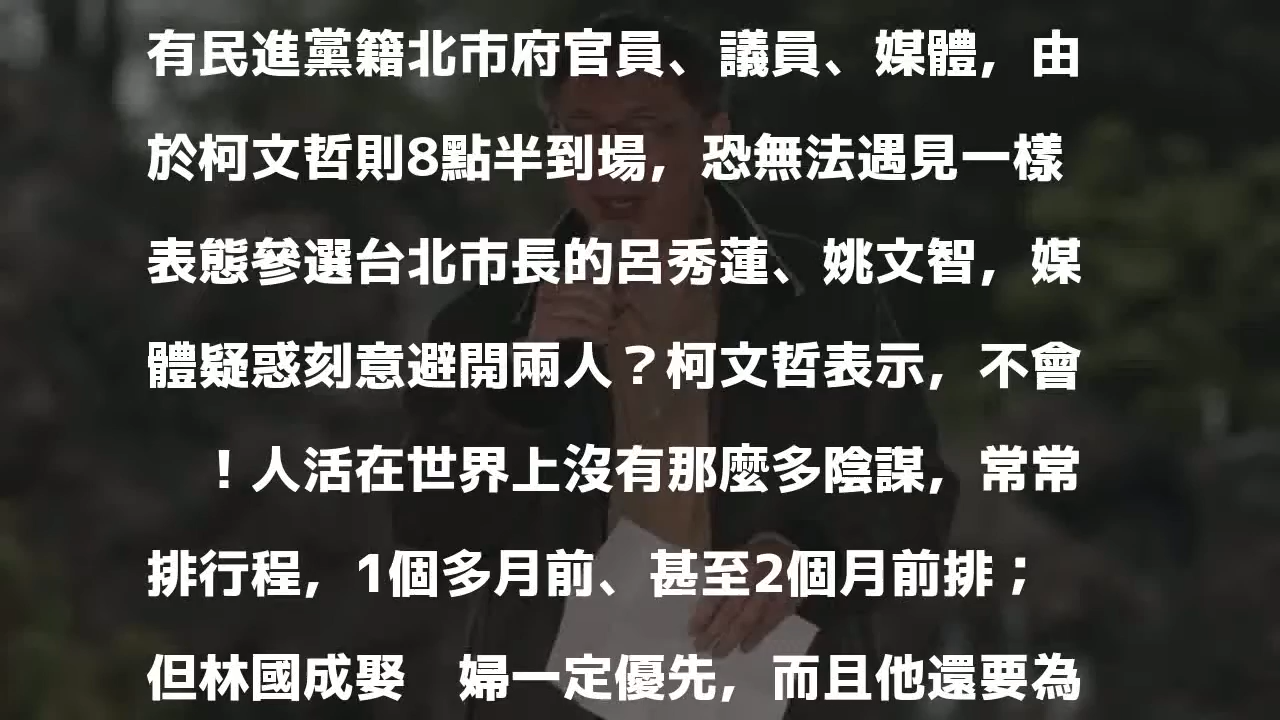 有民進黨籍北市府官員、議員、媒體，由
於柯文哲則8點半到場，恐無法遇見一樣
表態參選台北市長的呂秀蓮、姚文智，媒
體疑惑刻意避開兩人？柯文哲表示，不會
！人活在世界上沒有那麼多陰謀，常常
排行程，1個多月前、甚至2個月前排；
但林國成娶　婦一定優先，而且他還要為